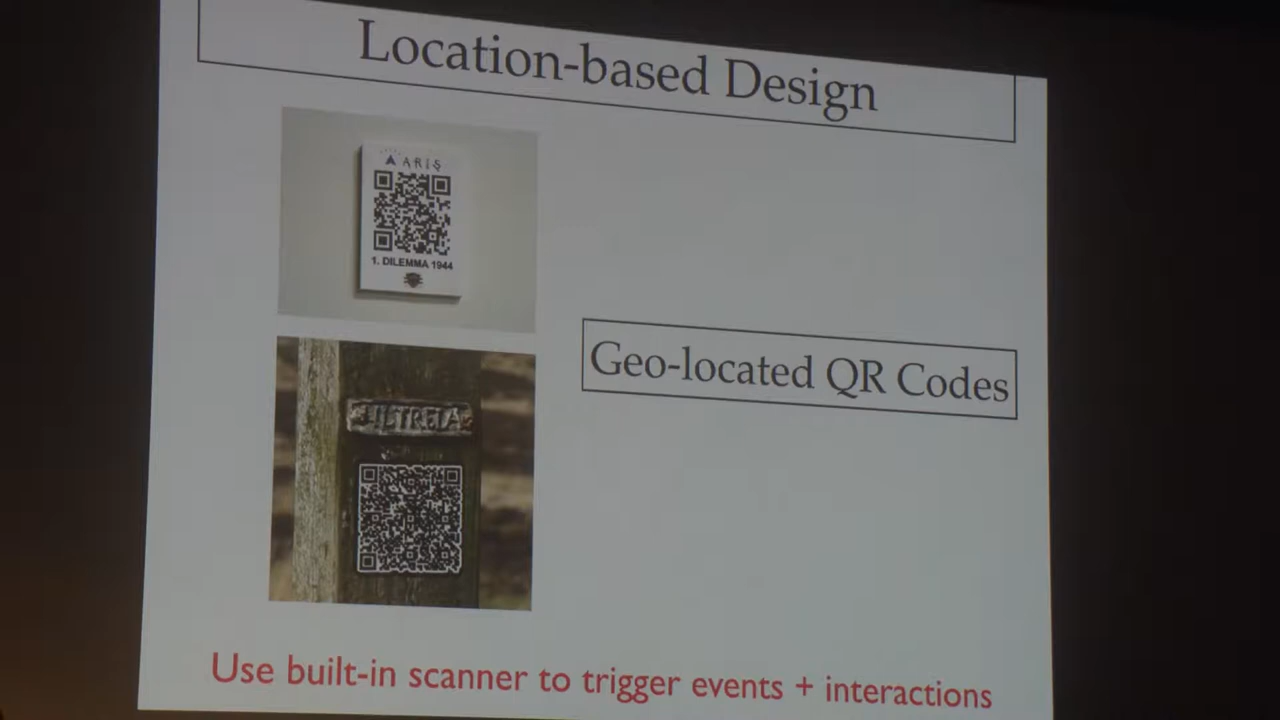 Location-based Design
ARIS
1. DILEMMA 1944
Geo-located QR Codes
Use built-in scanner to trigger events + interactions